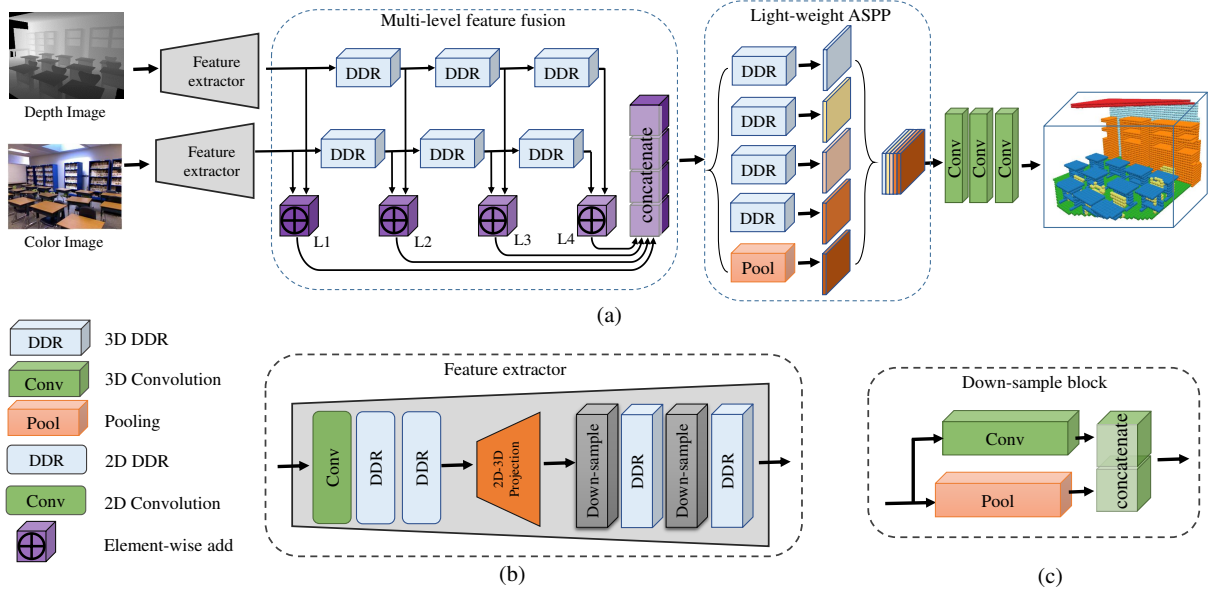 Multi-level feature fusion
Light-weight ASPP
Feature
extractor
DDR
DDR
DDR
Depth Image
Feature
extractor
DDR
DDR
DDR
concatenate
Color Image
L1
L2
L3
L4
DDR
DDR
DDR
DDR
Pool
Conv
Conv
Conv
(a)
DDR
3D DDR
Conv
3D Convolution
Pool
Pooling
DDR
2D DDR
Conv
2D Convolution
Element-wise add
Feature extractor
Conv
DDR
DDR
2D-3D
Projection
Down-sample
DDR
Down-sample
DDR
(b)
Down-sample block
Conv
Pool
concatenate
(c)